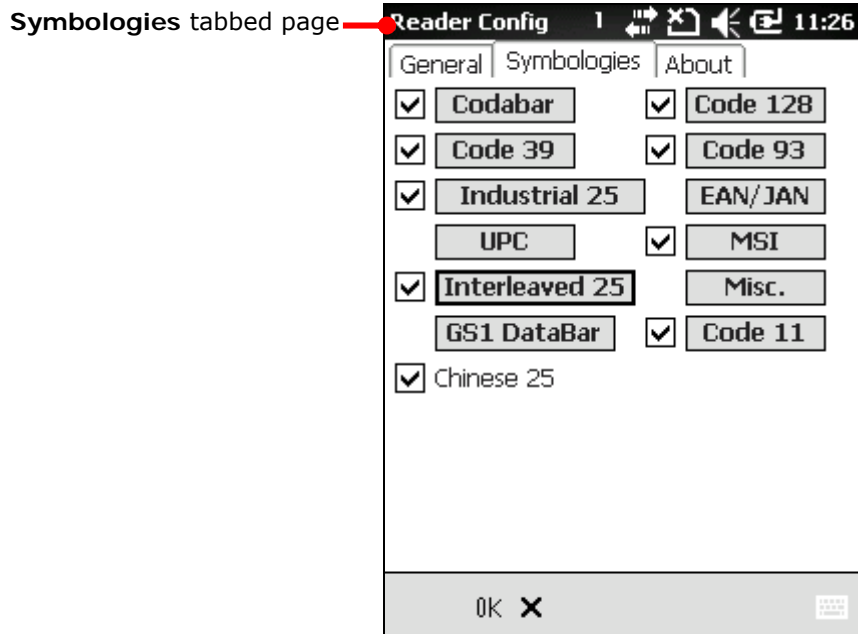 Symbologies tabbed page
Reader Config 1 11:26
General Symbologies About
Codabar Code 128
Code 39 Code 93
Industrial 25 EAN/JAN
UPC MSI
Interleaved 25 Misc.
GS1 DataBar Code 11
Chinese 25
OK